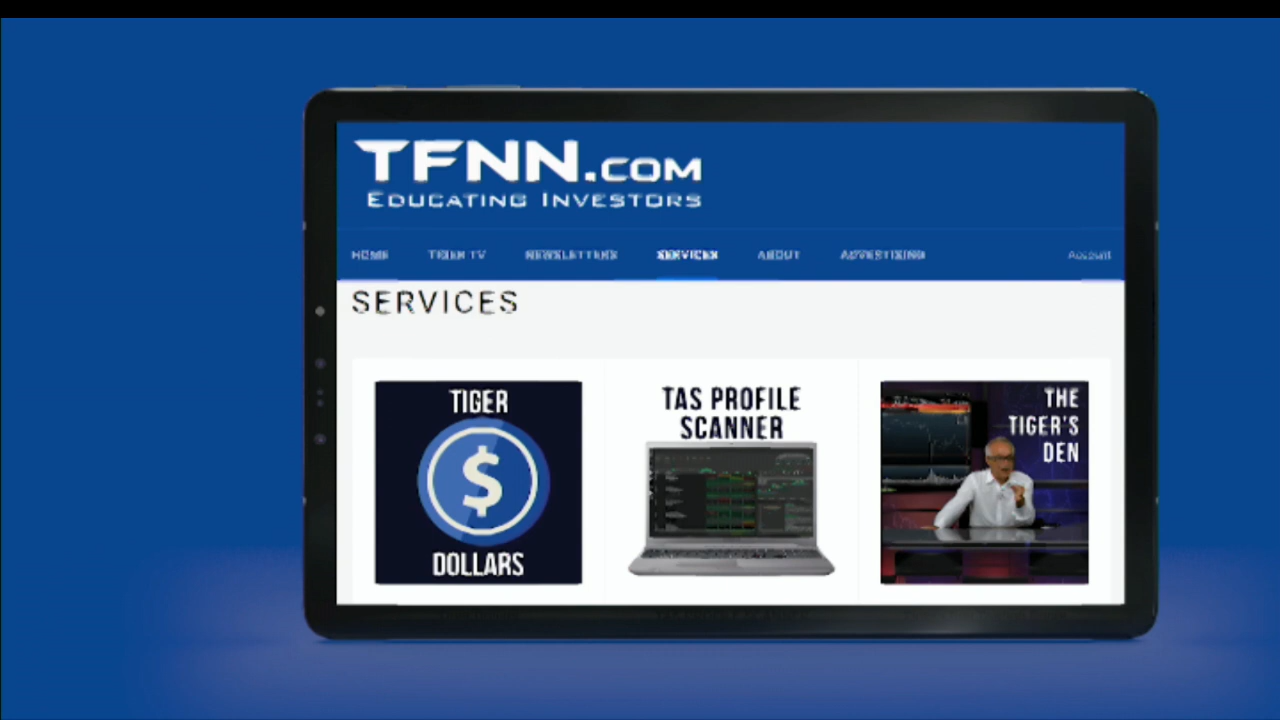 TFNN.COM
EDUCATING INVESTORS
HOME TIGER TV NEWSLETTERS SERVICES ABOUT ADVERTISING Account
SERVICES
TIGER
$
DOLLARS
TAS PROFILE
SCANNER
THE
TIGER'S
DEN